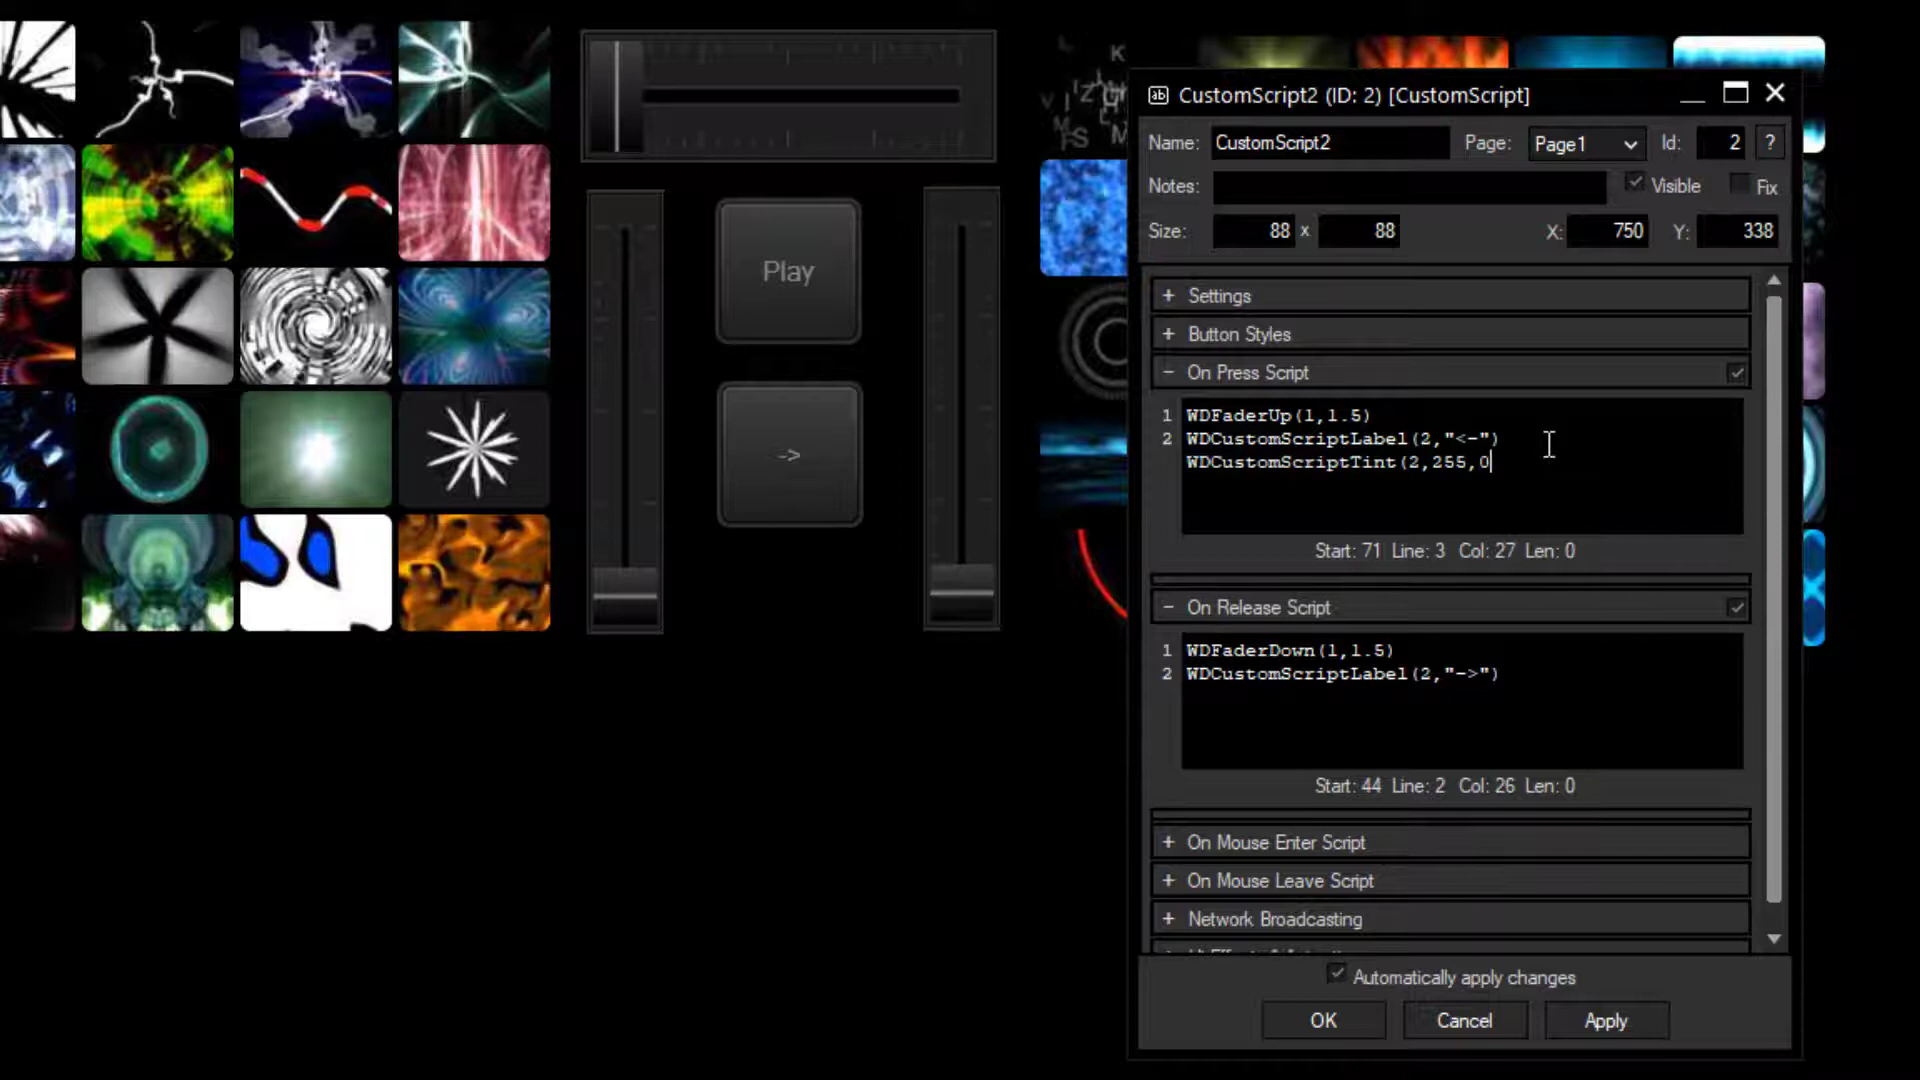 Play
->
CustomScript2 (ID: 2) [CustomScript]
Name: CustomScript2 Page: Page1 Id: 2 ?
Notes: Visible Fix
Size: 88 x 88 X: 750 Y: 338
+ Settings
+ Button Styles
- On Press Script
1 WDFaderUp(1,1.5)
2 WDCustomScriptLabel(2,"<-")
WDCustomScriptTint(2,255,0
Start: 71 Line: 3 Col: 27 Len: 0
- On Release Script
1 WDFaderDown(1,1.5)
2 WDCustomScriptLabel(2,"->")
Start: 44 Line: 2 Col: 26 Len: 0
+ On Mouse Enter Script
+ On Mouse Leave Script
+ Network Broadcasting
Automatically apply changes
OK Cancel Apply